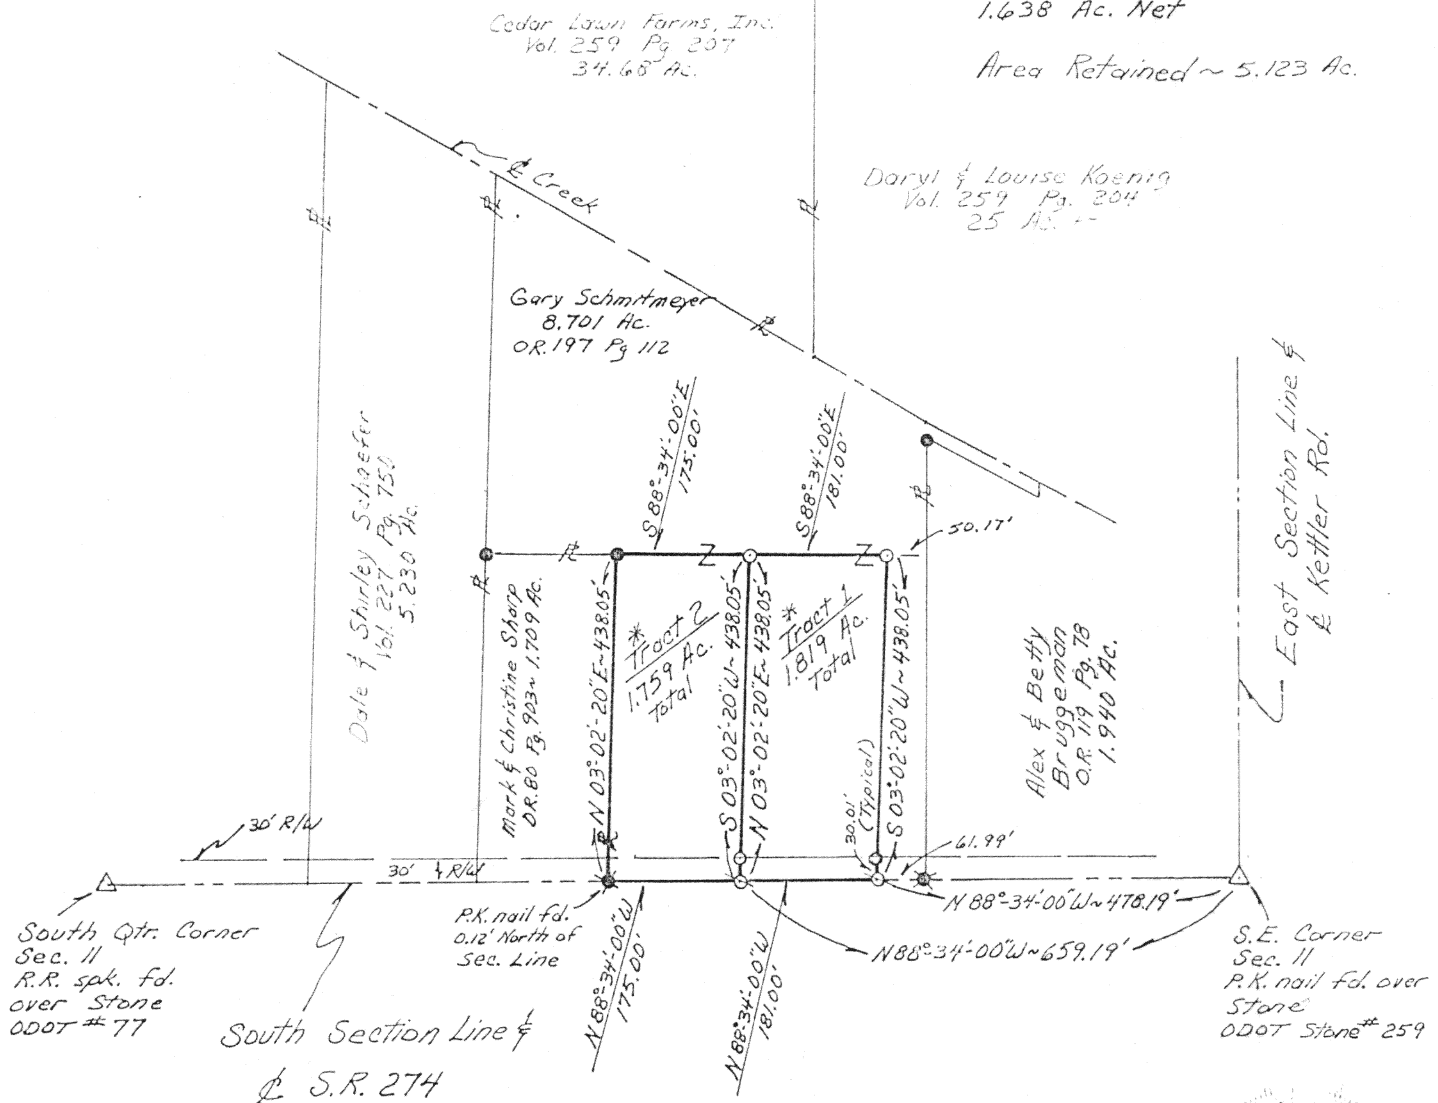 Cedar Lawn Farms, Inc.
Vol. 259 Pg 207
34.68 Ac.
1.638 Ac. Net
Area Retained ~ 5.123 Ac.
℄ Creek
Daryl & Louise Koenig
Vol. 259 Pg. 204
25 Ac. +-
Gary Schmitmeyer
8.701 Ac.
OR.197 Pg 112
S 88°-34'-00"E
175.00'
S 88°-34'-00"E
181.00'
50.17'
East Section Line &
℄ Kettler Rd.
Dale & Shirley Schaefer
Vol. 227 Pg. 750
5.230 Ac.
Mark & Christine Sharp
OR.80 Pg. 903~ 1.709 Ac.
N 03°-02'-20"E~438.05'
*
Tract 2
1.759 Ac.
Total
S 03°-02'-20"W~438.05'
N 03°-02'-20"E~438.05'
*
Tract 1
1.819 Ac.
Total
30.01'
(Typical)
S 03°-02'-20"W~438.05'
Alex & Betty
Bruggeman
O.R. 119 Pg. 78
1.940 Ac.
30' R/W
30' R/W
61.99'
N 88°-34'-00"W~478.19'
N88°-34'-00"W~659.19'
South Qtr. Corner
Sec. 11
R.R. spk. fd.
over Stone
ODOT #77
P.K. nail fd.
0.12' North of
Sec. Line
N 88°-34'-00"W
175.00'
N 88°-34'-00"W
181.00'
S.E. Corner
Sec. 11
P.K. nail fd. over
Stone
ODOT Stone# 259
South Section Line &
℄ S.R. 274